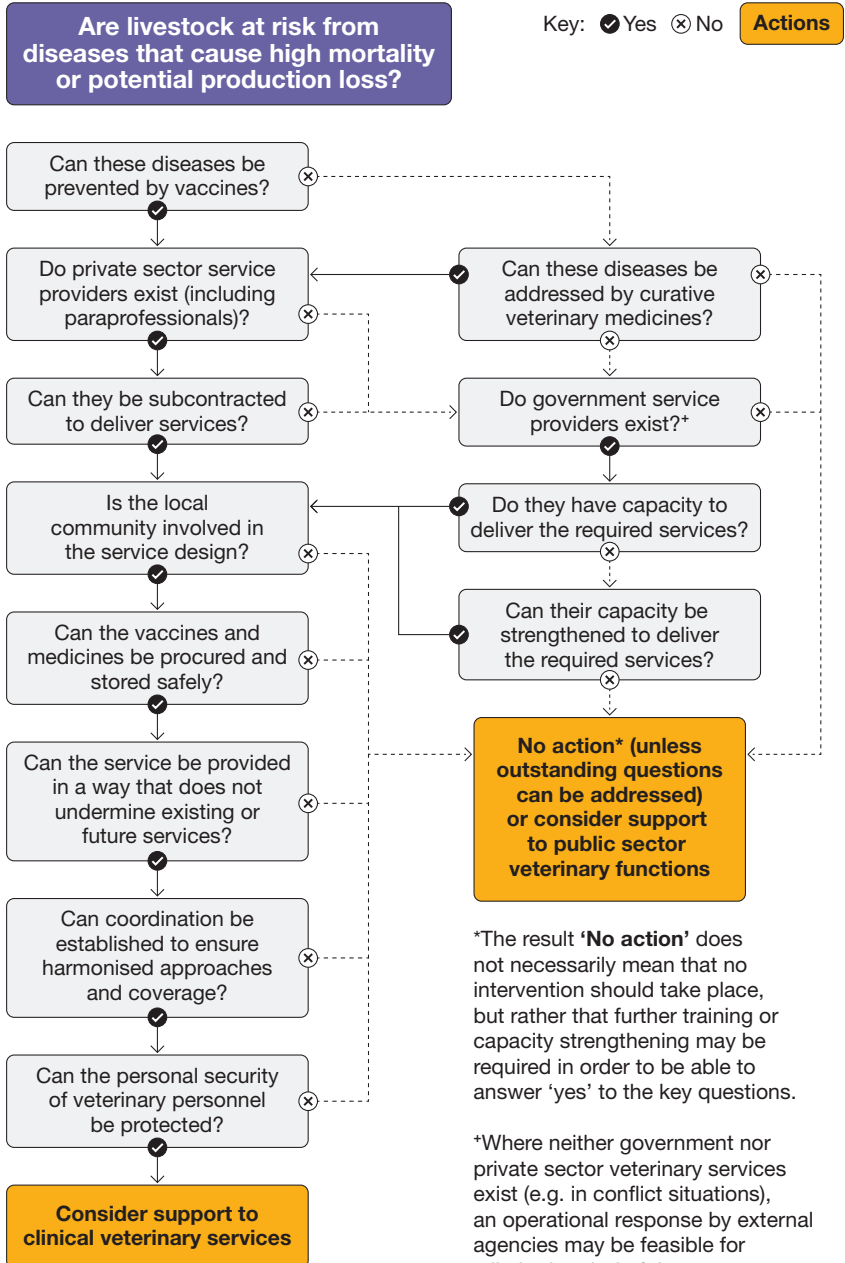 Are livestock at risk from
diseases that cause high mortality
or potential production loss?
Key: Yes No Actions
Can these diseases be
prevented by vaccines?
Do private sector service
providers exist (including
paraprofessionals)?
Can these diseases be
addressed by curative
veterinary medicines?
Can they be subcontracted
to deliver services?
Do government service
providers exist?⁺
Is the local
community involved in
the service design?
Do they have capacity to
deliver the required services?
Can the vaccines and
medicines be procured and
stored safely?
Can their capacity be
strengthened to deliver
the required services?
Can the service be provided
in a way that does not
undermine existing or
future services?
No action* (unless
outstanding questions
can be addressed)
or consider support
to public sector
veterinary functions
Can coordination be
established to ensure
harmonised approaches
and coverage?
Can the personal security
of veterinary personnel
be protected?
Consider support to
clinical veterinary services
*The result ‘No action’ does
not necessarily mean that no
intervention should take place,
but rather that further training or
capacity strengthening may be
required in order to be able to
answer ‘yes’ to the key questions.
⁺Where neither government nor
private sector veterinary services
exist (e.g. in conflict situations),
an operational response by external
agencies may be feasible for